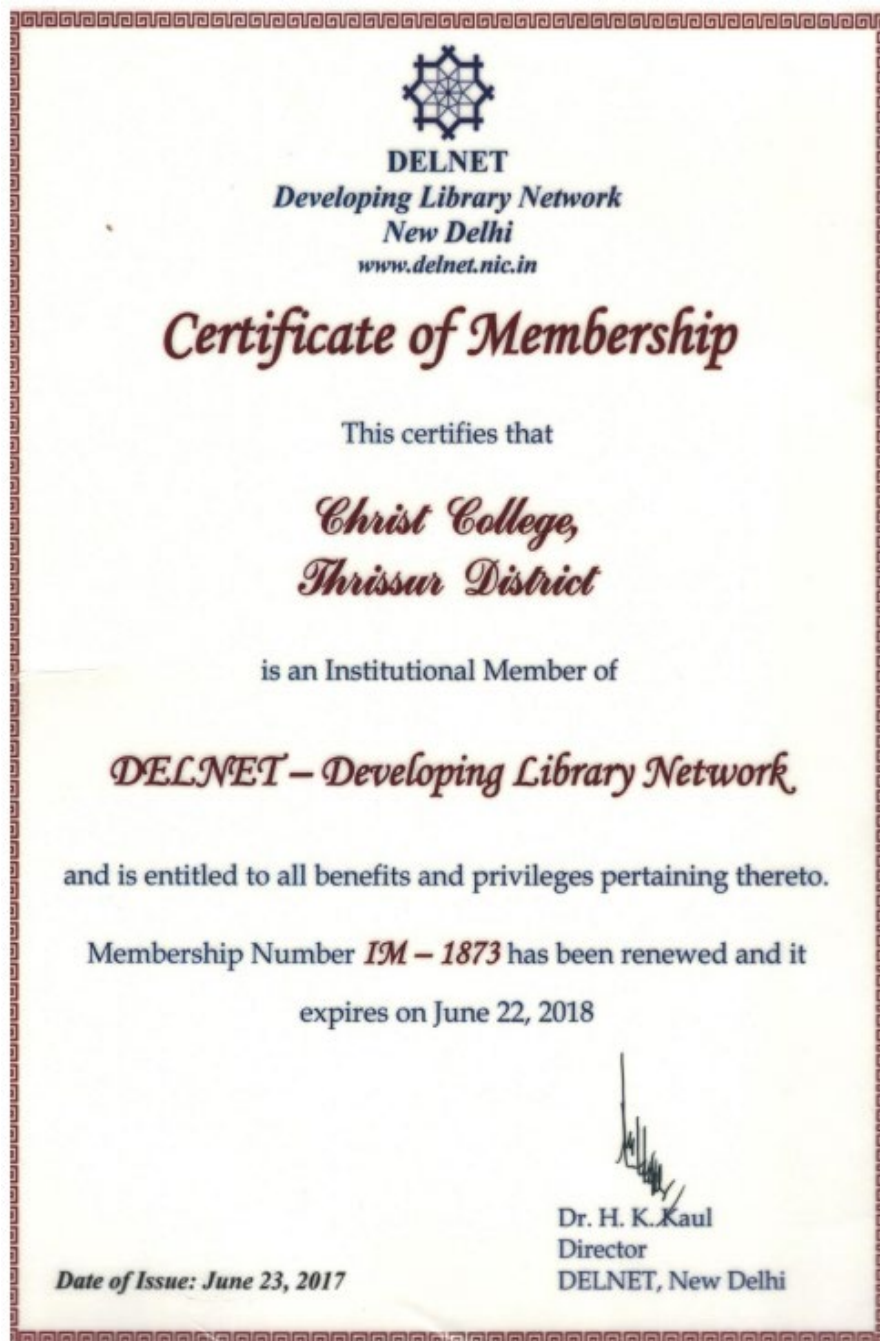 DELNET
Developing Library Network
New Delhi
www.delnet.nic.in
Certificate of Membership
This certifies that
Christ College,
Thrissur District
is an Institutional Member of
DELNET – Developing Library Network
and is entitled to all benefits and privileges pertaining thereto.
Membership Number IM – 1873 has been renewed and it
expires on June 22, 2018
Dr. H. K. Kaul
Director
DELNET, New Delhi
Date of Issue: June 23, 2017